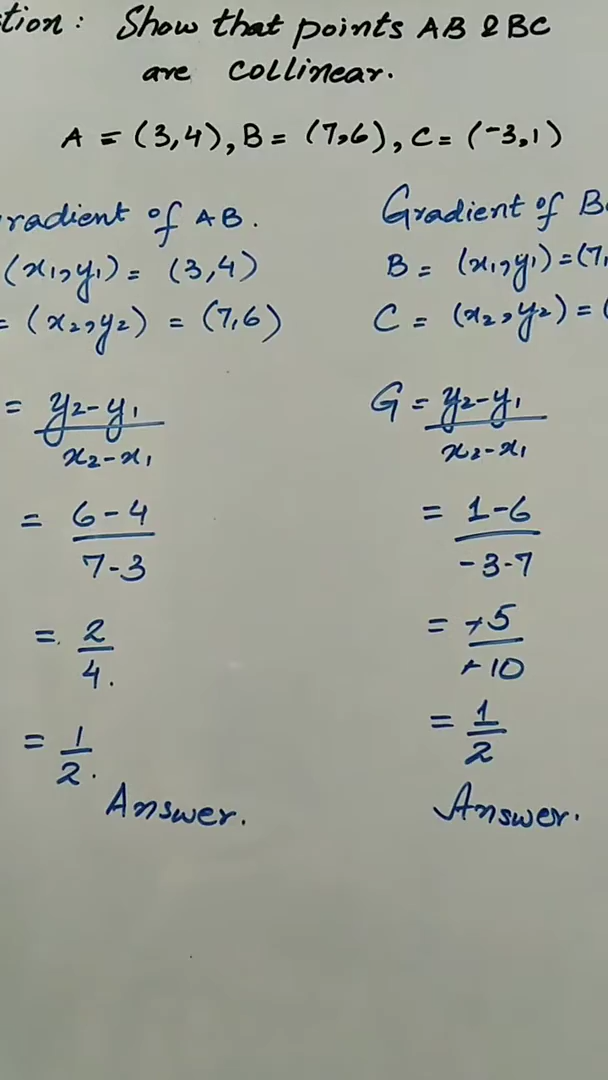 tion: Show that points AB & BC
are collinear.
A = (3,4), B = (7,6), C = (-3,1)
radient of AB.
(x₁,y₁) = (3,4)
= (x₂,y₂) = (7,6)
= y₂-y₁
x₂-x₁
= 6-4
7-3
= 2
4.
= 1
2.
Answer.
Gradient of B
B = (x₁,y₁) = (7,
C = (x₂,y₂) = (
G = y₂-y₁
x₂-x₁
= 1-6
-3-7
= -5
-10
= 1
2
Answer.